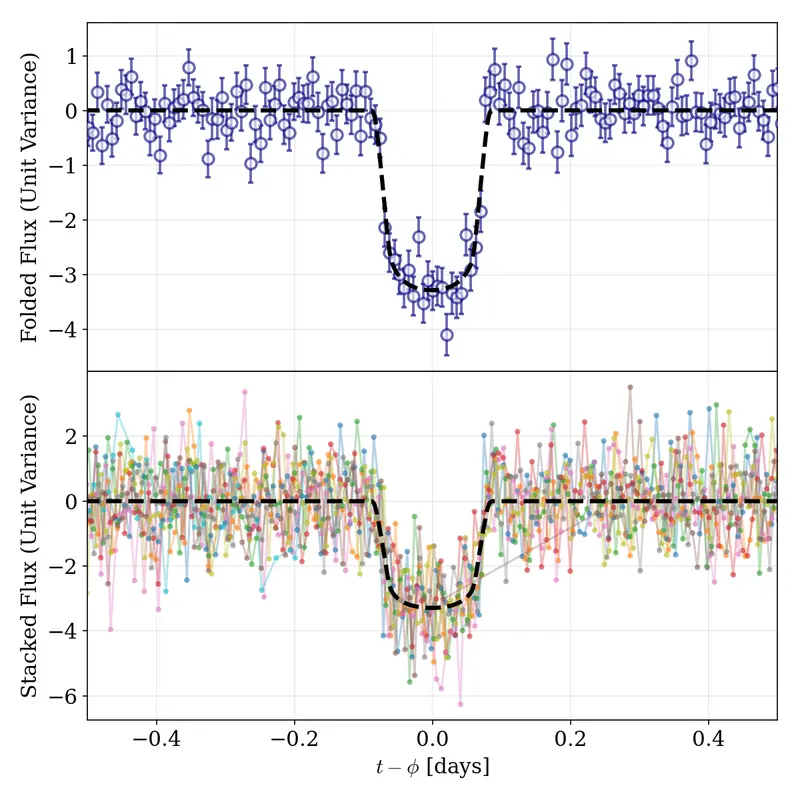 Folded Flux (Unit Variance)
1
0
−1
−2
−3
−4
Stacked Flux (Unit Variance)
2
0
−2
−4
−6
−0.4 −0.2 0.0 0.2 0.4
t − ϕ [days]